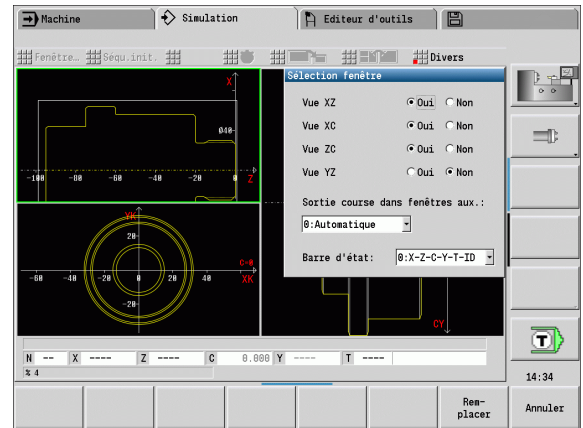 Machine
Simulation
Editeur d'outils
Fenêtre...
Séqu.init.
Divers
Sélection fenêtre
Vue XZ Oui Non
Vue XC Oui Non
Vue ZC Oui Non
Vue YZ Oui Non
Sortie course dans fenêtres aux.:
0:Automatique
Barre d'état: 0:X-Z-C-Y-T-ID
X
040-
-100 -80 -60 -40 -20 0 Z
YK
20-
C-0
-60 -40 -20 0 20 40 XK
-20-
CY
N -- X ---- Z ---- C 0.000 Y ---- T ----
% 4
T
14:34
Rem-
placer
Annuler